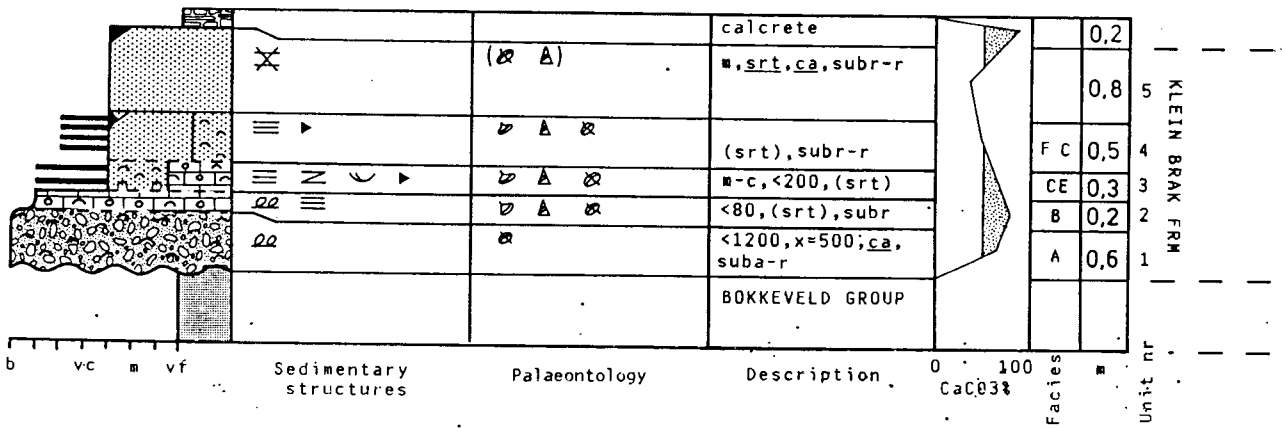 calcrete 0,2
m,srt,ca,subr-r 0,8 5
(srt),subr-r F C 0,5 4
m-c,<200,(srt) CE 0,3 3
<80,(srt),subr B 0,2 2
<1200,x=500;ca,
suba-r A 0,6 1
BOKKEVELD GROUP
KLEIN BRAK FRM
b vc m vf
Sedimentary
structures
Palaeontology
Description
0 100
CaCO3%
Facies
m
Unit nr